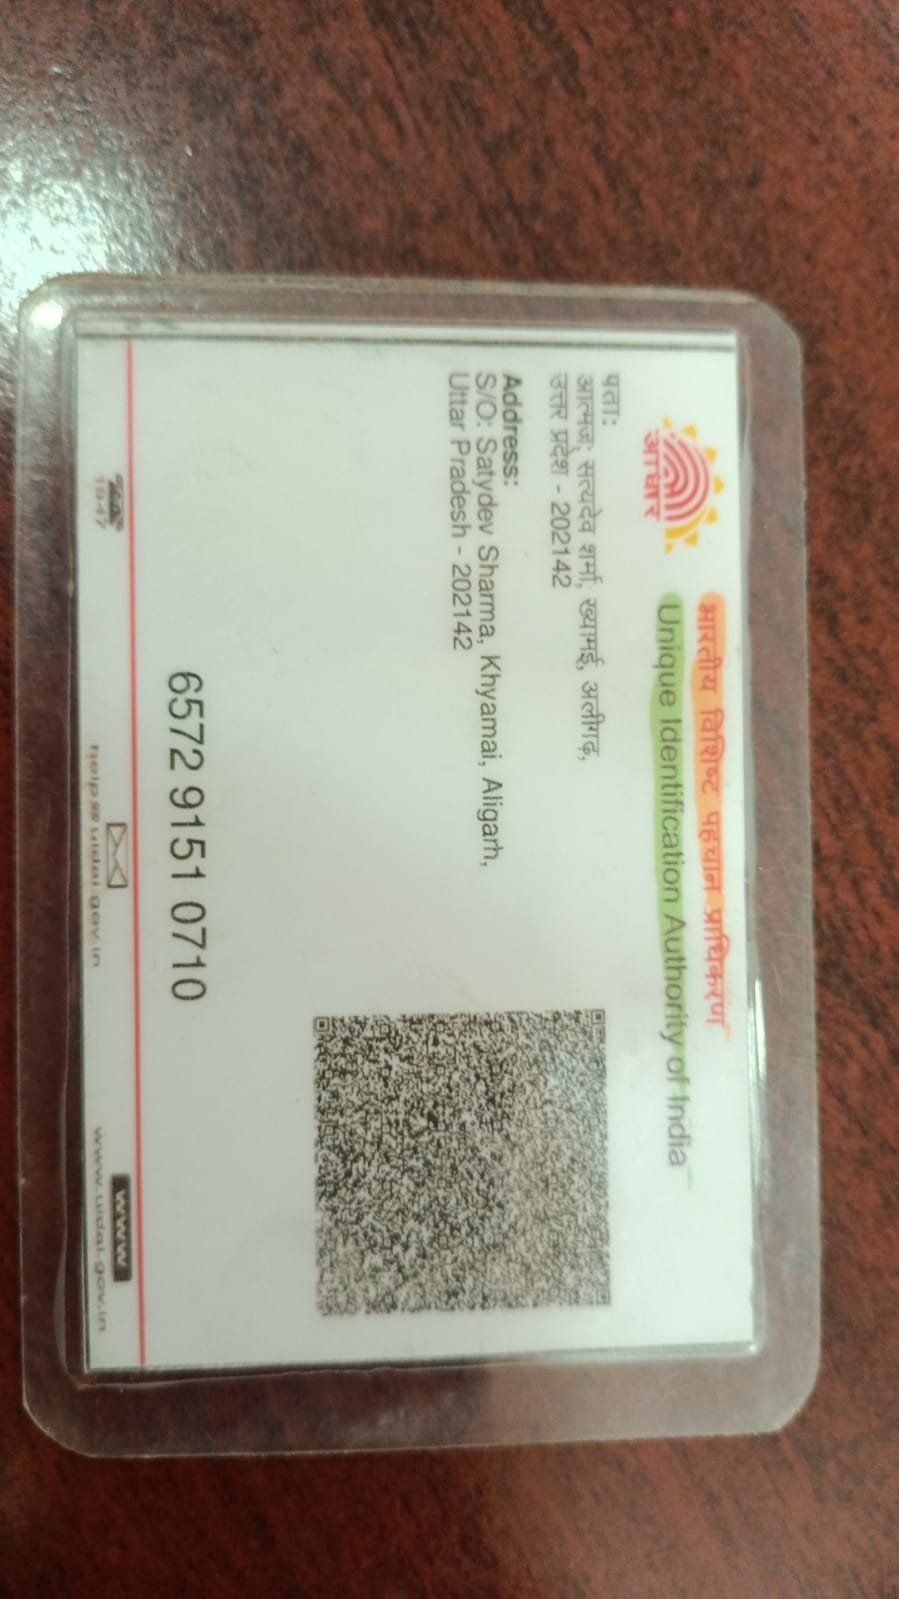 भारतीय विशिष्ट पहचान प्राधिकरण
Unique Identification Authority of India
आधार
पता:
आत्मज: सत्यदेव शर्मा, ख्यामई, अलीगढ़,
उत्तर प्रदेश - 202142
Address:
S/O: Satydev Sharma, Khyamai, Aligarh,
Uttar Pradesh - 202142
6572 9151 0710
1947
help@uidai.gov.in
www
www.uidai.gov.in